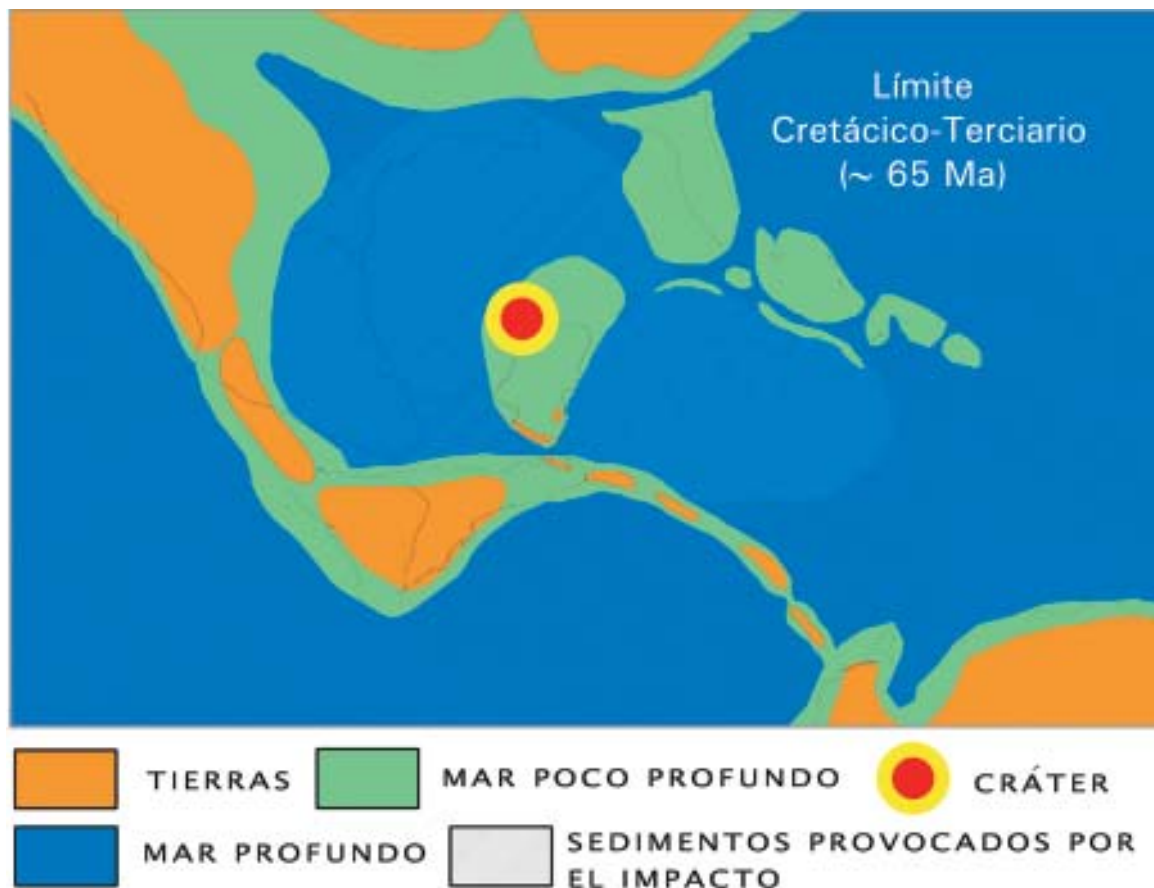 Límite
Cretácico-Terciario
(~ 65 Ma)
TIERRAS
MAR POCO PROFUNDO
CRÁTER
MAR PROFUNDO
SEDIMENTOS PROVOCADOS POR
EL IMPACTO